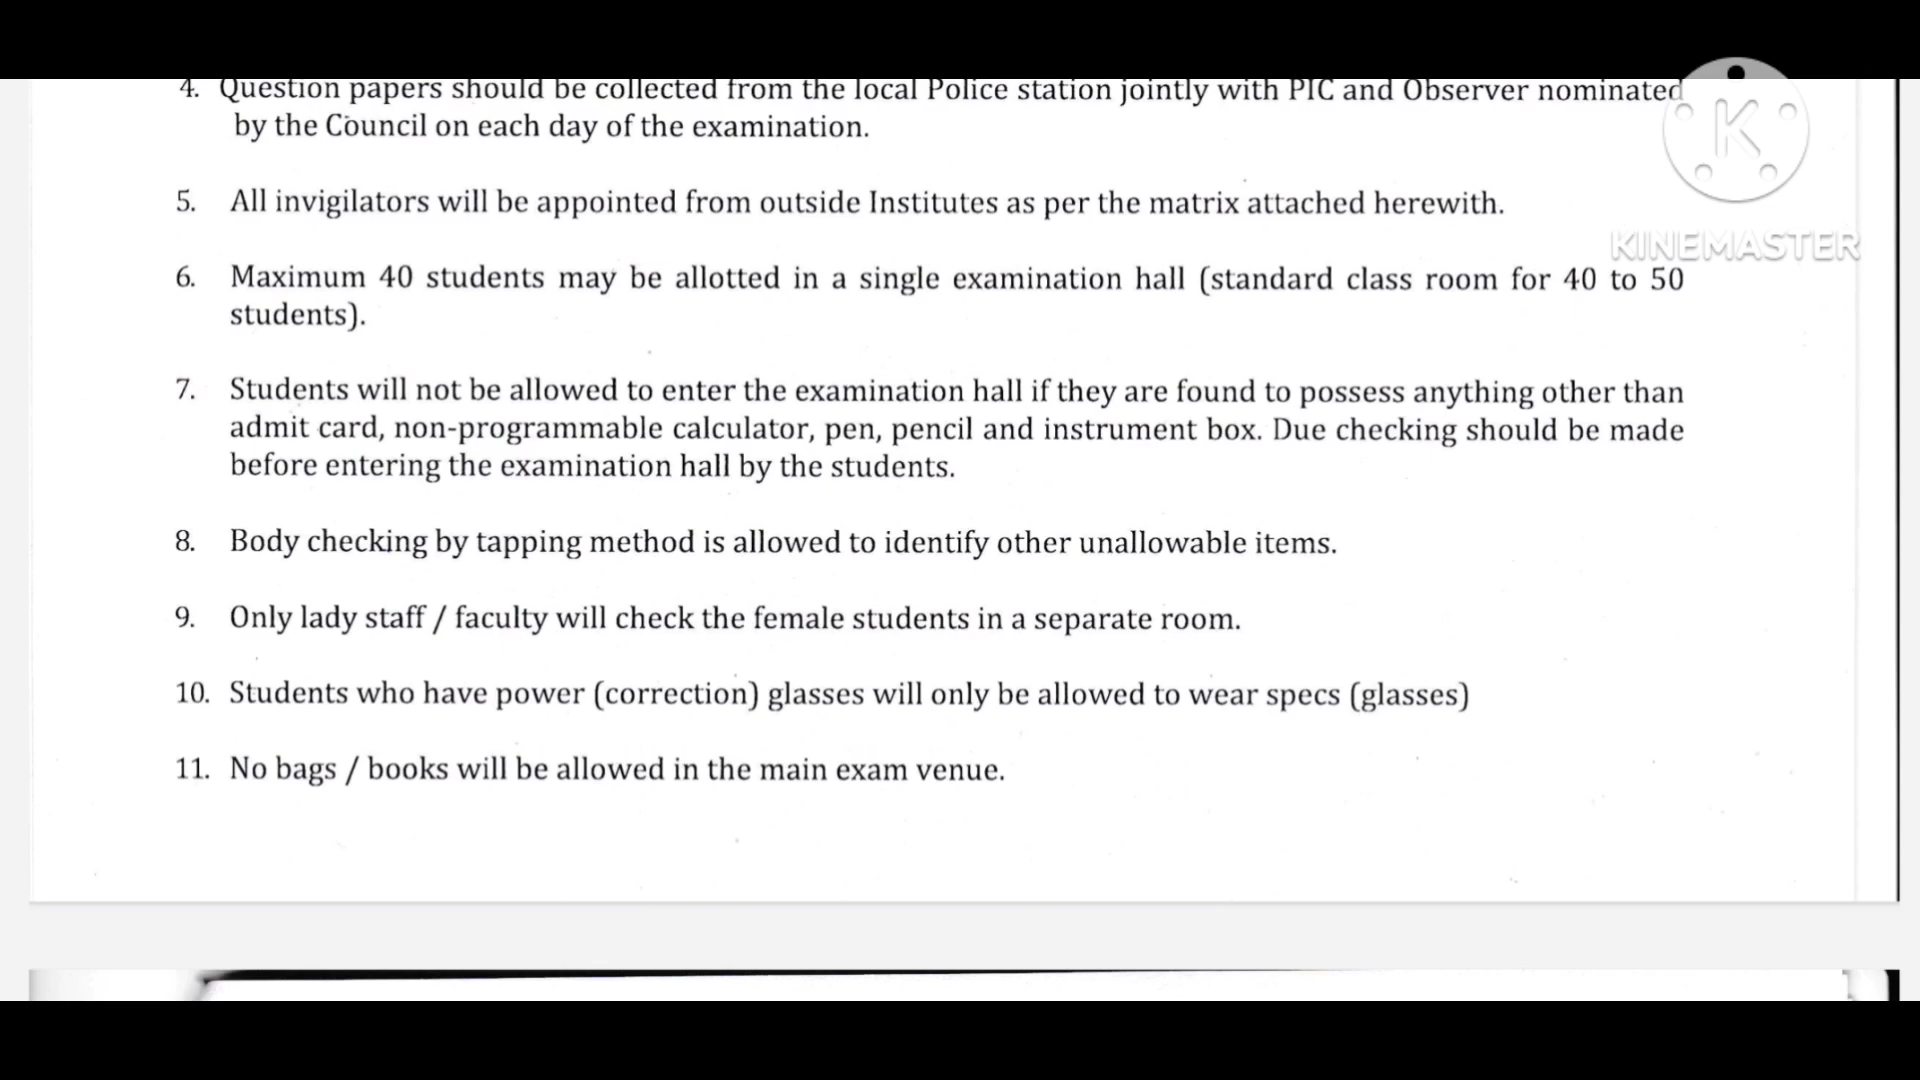 4. Question papers should be collected from the local Police station jointly with PIC and Observer nominated
by the Council on each day of the examination.
5. All invigilators will be appointed from outside Institutes as per the matrix attached herewith.
6. Maximum 40 students may be allotted in a single examination hall (standard class room for 40 to 50
students).
7. Students will not be allowed to enter the examination hall if they are found to possess anything other than
admit card, non-programmable calculator, pen, pencil and instrument box. Due checking should be made
before entering the examination hall by the students.
8. Body checking by tapping method is allowed to identify other unallowable items.
9. Only lady staff / faculty will check the female students in a separate room.
10. Students who have power (correction) glasses will only be allowed to wear specs (glasses)
11. No bags / books will be allowed in the main exam venue.
K
KINEMASTER